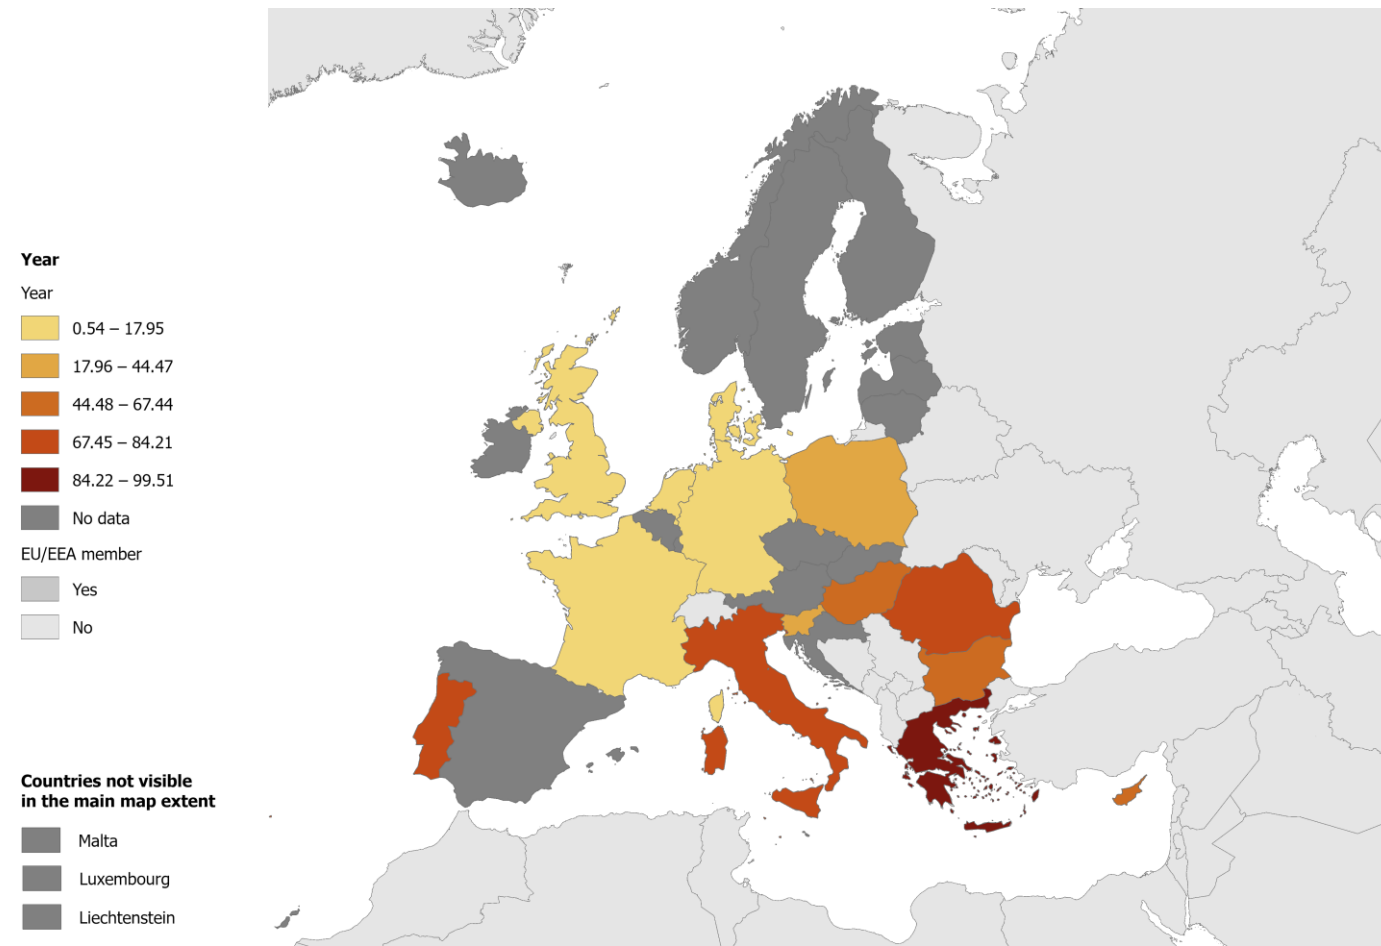 Year
Year
0.54 – 17.95
17.96 – 44.47
44.48 – 67.44
67.45 – 84.21
84.22 – 99.51
No data
EU/EEA member
Yes
No
Countries not visible
in the main map extent
Malta
Luxembourg
Liechtenstein